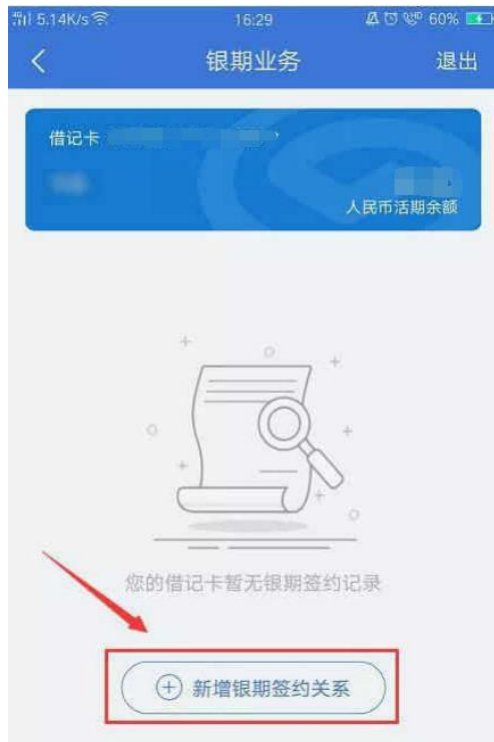 4G 5.14K/s 16:29 60%
银期业务 退出
借记卡
人民币活期余额
您的借记卡暂无银期签约记录
新增银期签约关系